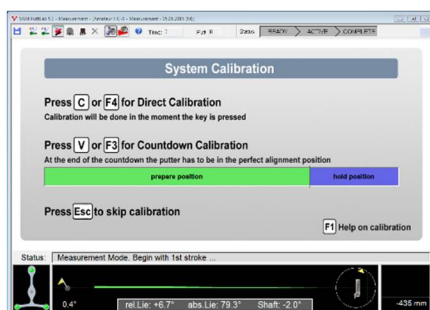 System Calibration
Press C or F4 for Direct Calibration
Calibration will be done in the moment the key is pressed
Press V or F3 for Countdown Calibration
At the end of the countdown the putter has to be in the perfect alignment position
prepare position hold position
Press Esc to skip calibration
F1 Help on calibration
Status: Measurement Mode. Begin with 1st stroke ...
0.4° rel.Lie: +6.7° abs.Lie: 79.3° Shaft: -2.0° -435 mm